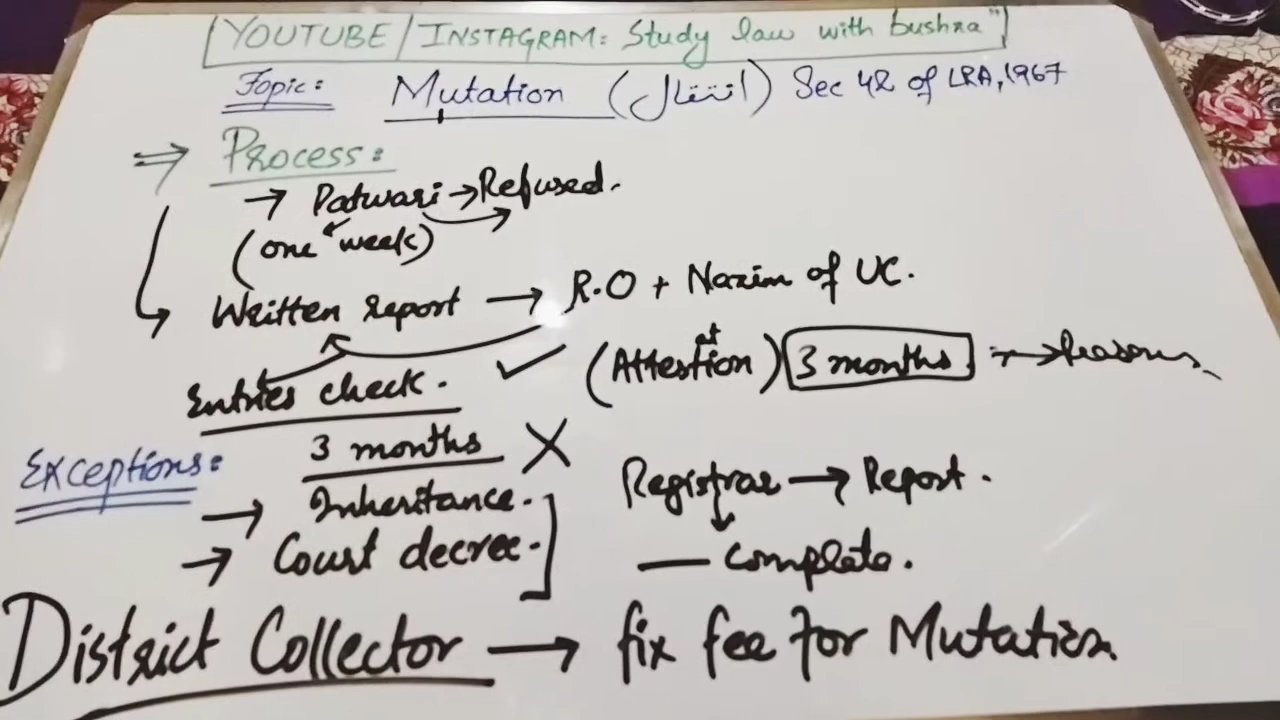 YOUTUBE/INSTAGRAM: Study law with bushra"
Topic: Mutation (انتقال) Sec 42 of LRA, 1967
⇒ Process:
→ Patwari → Refused.
(one week)
Written report → R.O + Nazim of UC.
Entries check. ✓ (Attestion) at 3 months → Reasons
3 months X
Exceptions:
→ Inheritance. Registrar → Report.
→ Court decree. — Complete.
District Collector → fix fee for Mutation